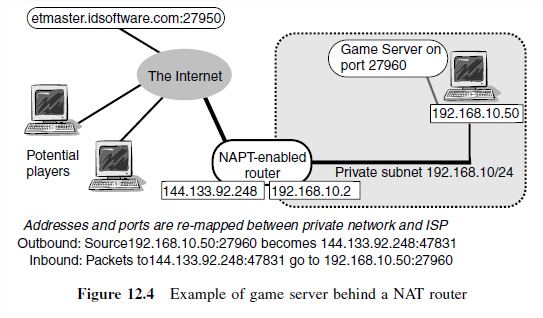 etmaster.idsoftware.com:27950
Game Server on
port 27960
The Internet
192.168.10.50
Potential
players
NAPT-enabled
router
Private subnet 192.168.10/24
144.133.92.248
192.168.10.2
Addresses and ports are re-mapped between private network and ISP
Outbound: Source192.168.10.50:27960 becomes 144.133.92.248:47831
Inbound: Packets to144.133.92.248:47831 go to 192.168.10.50:27960
Figure 12.4 Example of game server behind a NAT router